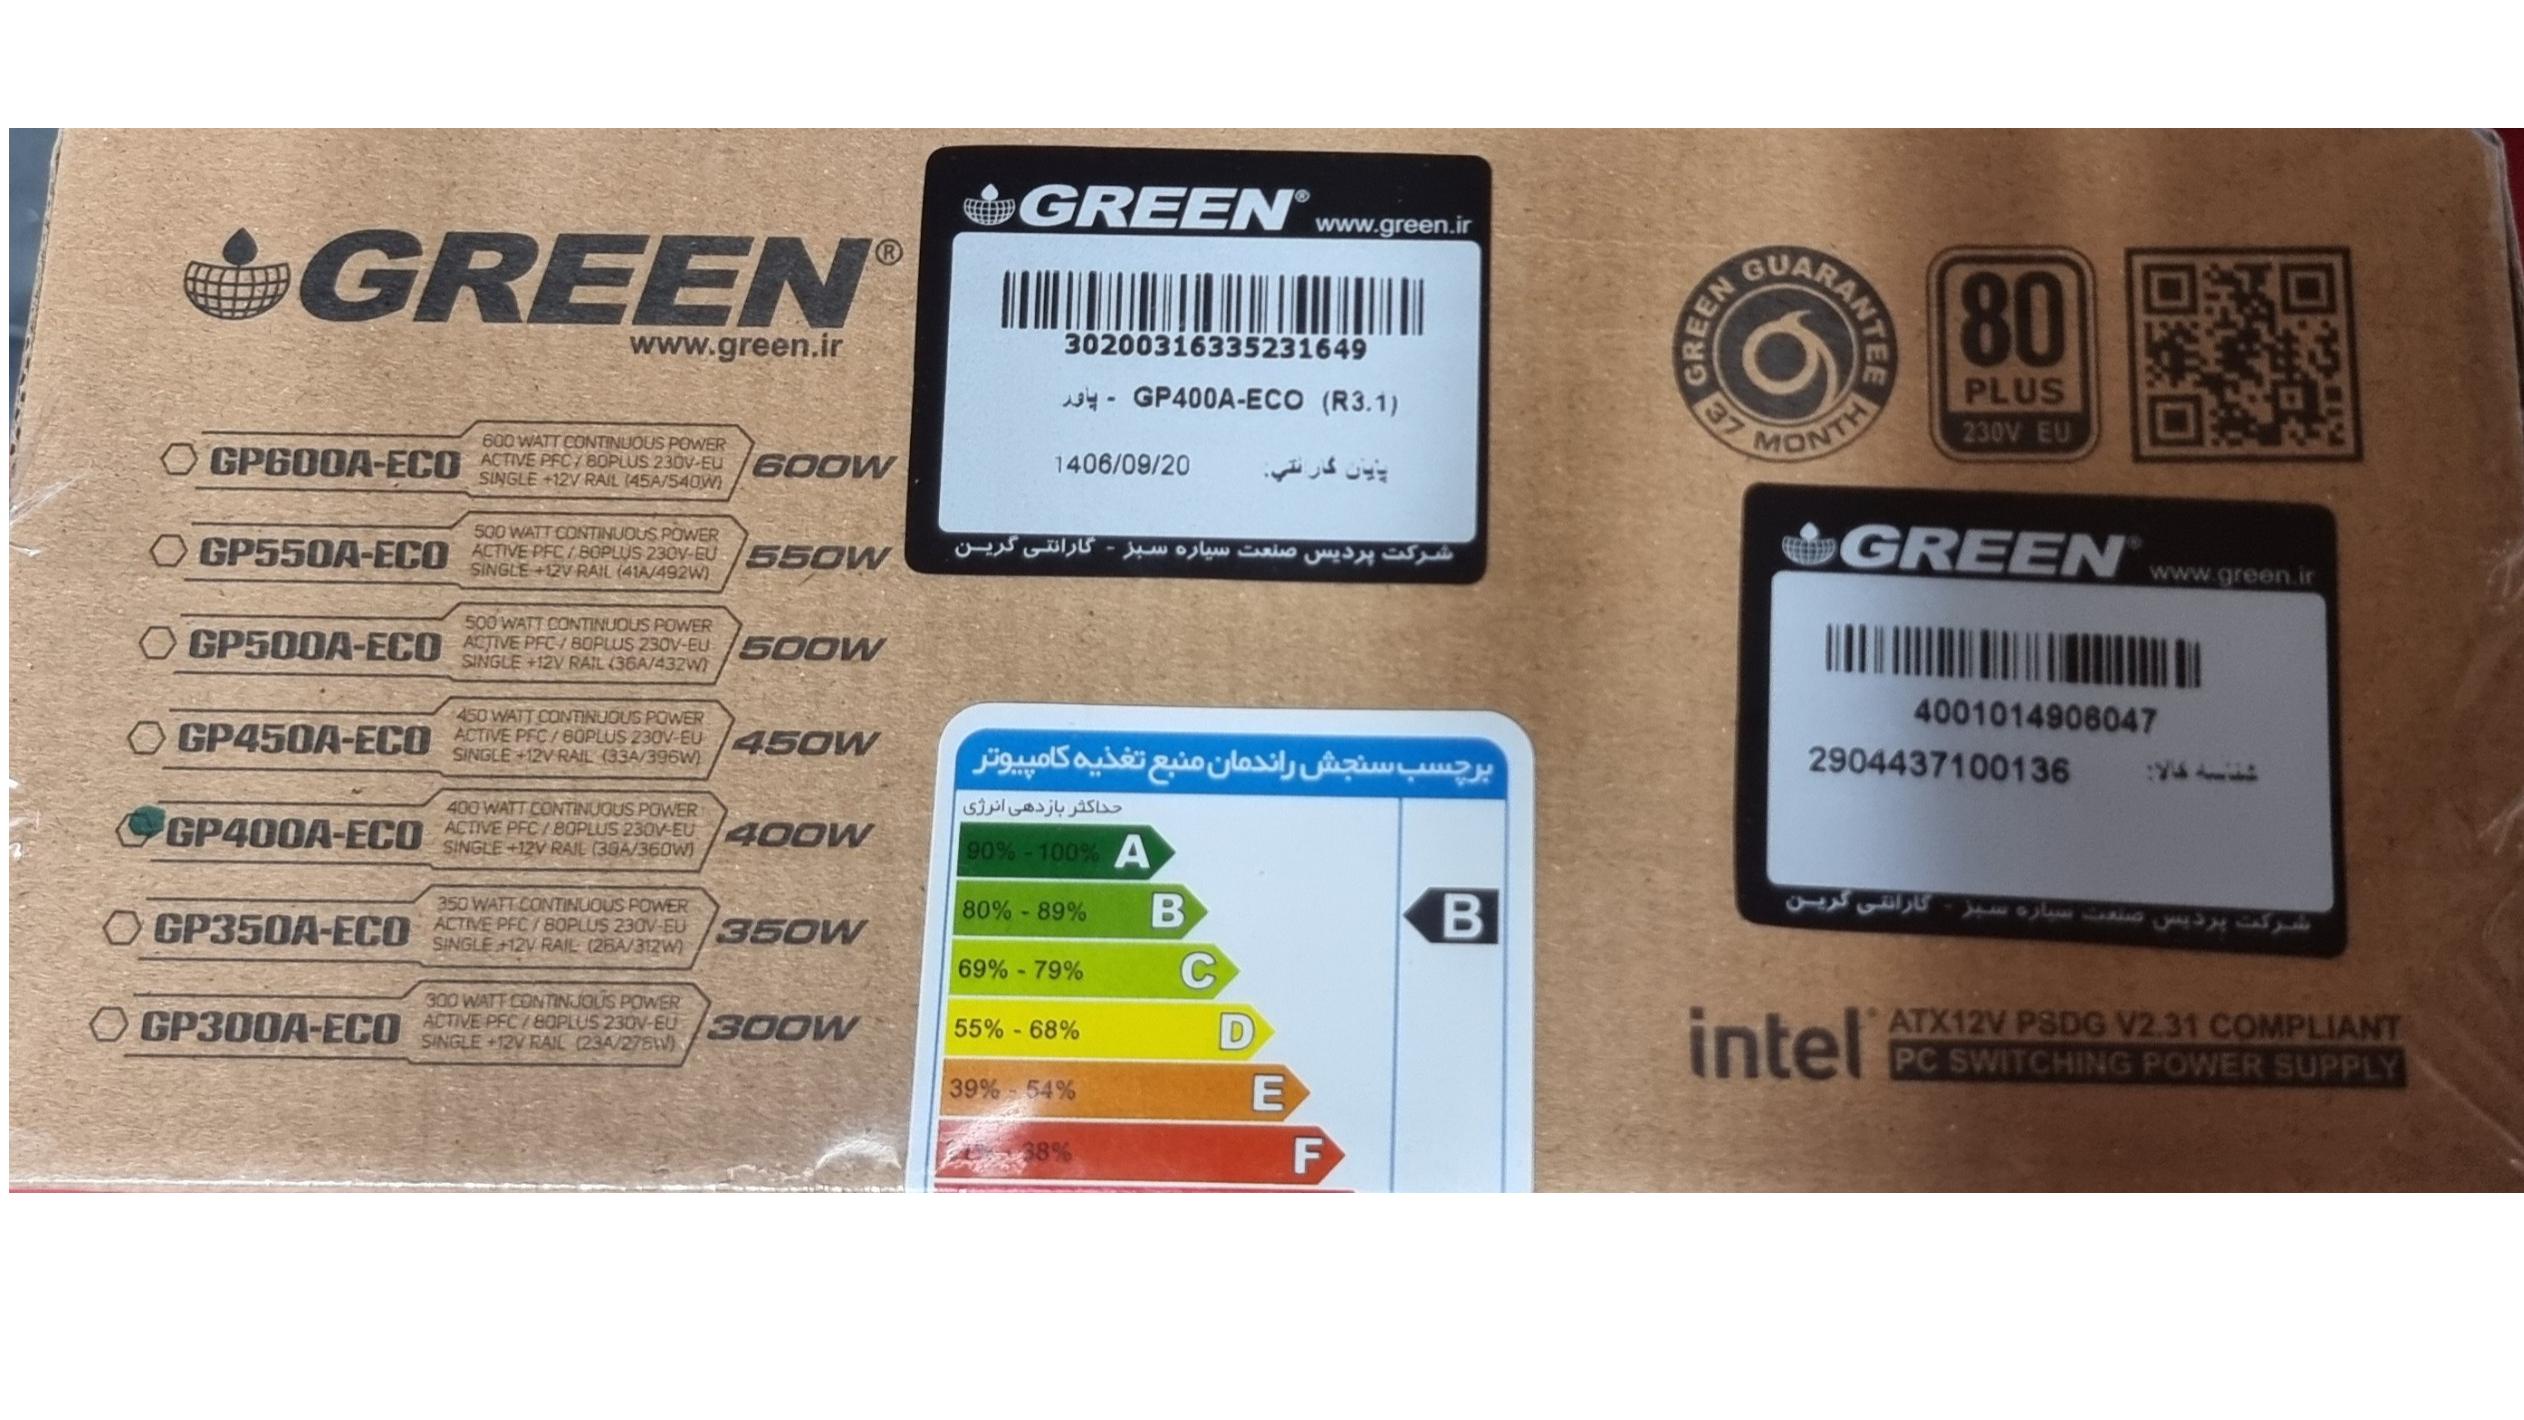 GREEN®
www.green.ir
GP600A-ECO
600 WATT CONTINUOUS POWER
ACTIVE PFC / 80PLUS 230V-EU
SINGLE +12V RAIL (45A/540W)
600W
GP550A-ECO
500 WATT CONTINUOUS POWER
ACTIVE PFC / 80PLUS 230V-EU
SINGLE +12V RAIL (41A/492W)
550W
GP500A-ECO
500 WATT CONTINUOUS POWER
ACTIVE PFC / 80PLUS 230V-EU
SINGLE +12V RAIL (36A/432W)
500W
GP450A-ECO
450 WATT CONTINUOUS POWER
ACTIVE PFC / 80PLUS 230V-EU
SINGLE +12V RAIL (33A/396W)
450W
GP400A-ECO
400 WATT CONTINUOUS POWER
ACTIVE PFC / 80PLUS 230V-EU
SINGLE +12V RAIL (30A/360W)
400W
GP350A-ECO
350 WATT CONTINUOUS POWER
ACTIVE PFC / 80PLUS 230V-EU
SINGLE +12V RAIL (26A/312W)
350W
GP300A-ECO
300 WATT CONTINUOUS POWER
ACTIVE PFC / 80PLUS 230V-EU
SINGLE +12V RAIL (23A/276W)
300W
GREEN® www.green.ir
30200316335231649
پاور - GP400A-ECO (R3.1)
پایان گارانتي: 1406/09/20
شرکت پردیس صنعت سیاره سبز - گارانتی گرین
برچسب سنجش راندمان منبع تغذیه کامپیوتر
حداکثر بازدهی انرژی
90% - 100% A
80% - 89% B
B
69% - 79% C
55% - 68% D
39% - 54% E
38% F
GREEN GUARANTEE
37 MONTH
80
PLUS
230V EU
GREEN® www.green.ir
4001014906047
شناسه کالا: 2904437100136
شرکت پردیس صنعت سیاره سبز - گارانتی گرین
intel® ATX12V PSDG V2.31 COMPLIANT
PC SWITCHING POWER SUPPLY